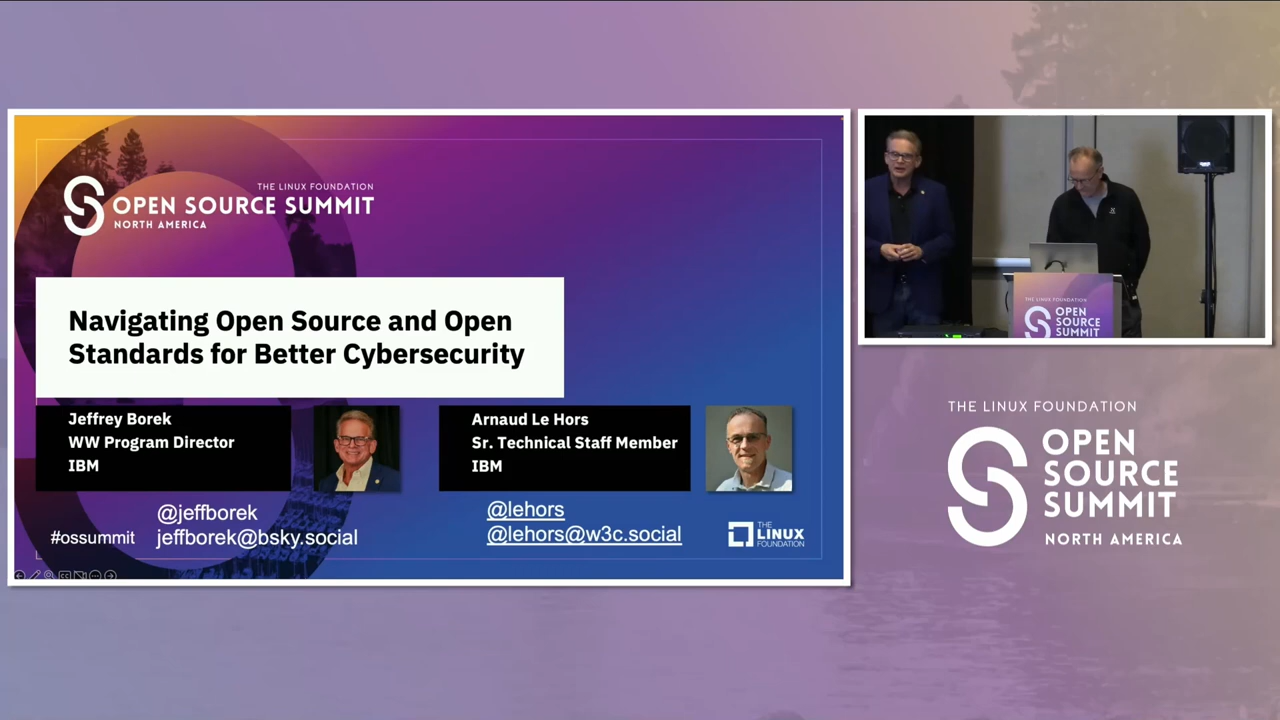 THE LINUX FOUNDATION
OPEN SOURCE SUMMIT
NORTH AMERICA
Navigating Open Source and Open
Standards for Better Cybersecurity
Jeffrey Borek
WW Program Director
IBM
Arnaud Le Hors
Sr. Technical Staff Member
IBM
@jeffborek
#ossummit jeffborek@bsky.social
@lehors
@lehors@w3c.social
THE
LINUX
FOUNDATION
THE LINUX FOUNDATION
OPEN
SOURCE
SUMMIT
THE LINUX FOUNDATION
OPEN
SOURCE
SUMMIT
NORTH AMERICA